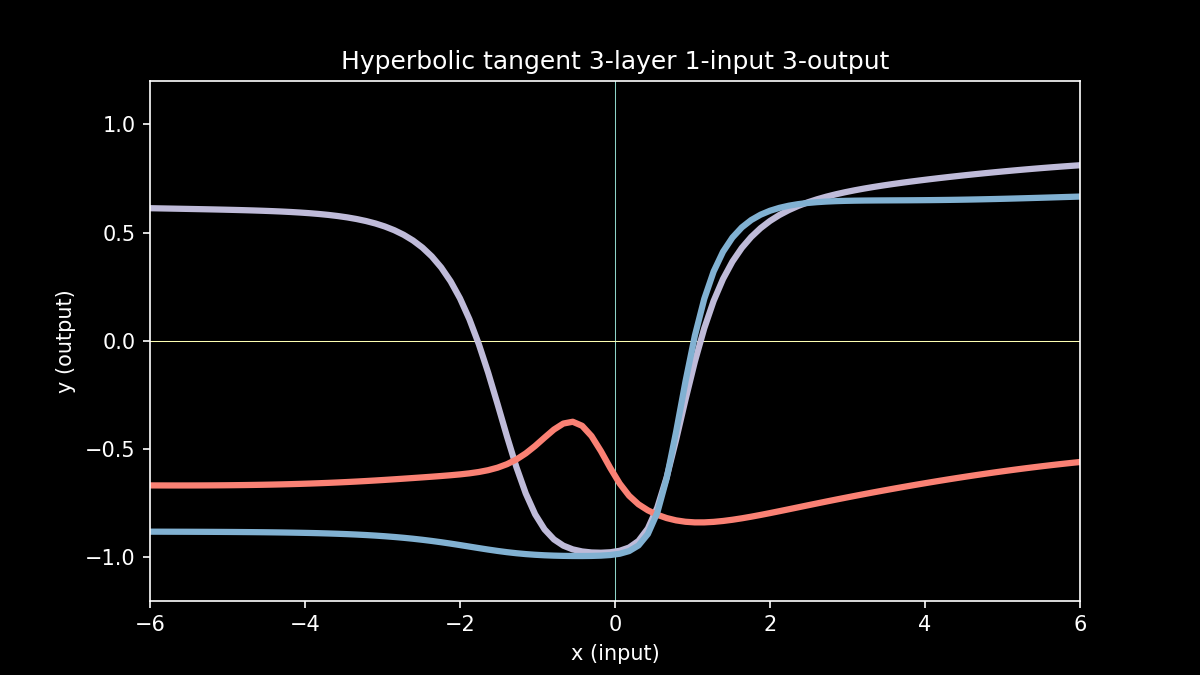 Hyperbolic tangent 3-layer 1-input 3-output
1.0
0.5
0.0
−0.5
−1.0
y (output)
−6 −4 −2 0 2 4 6
x (input)